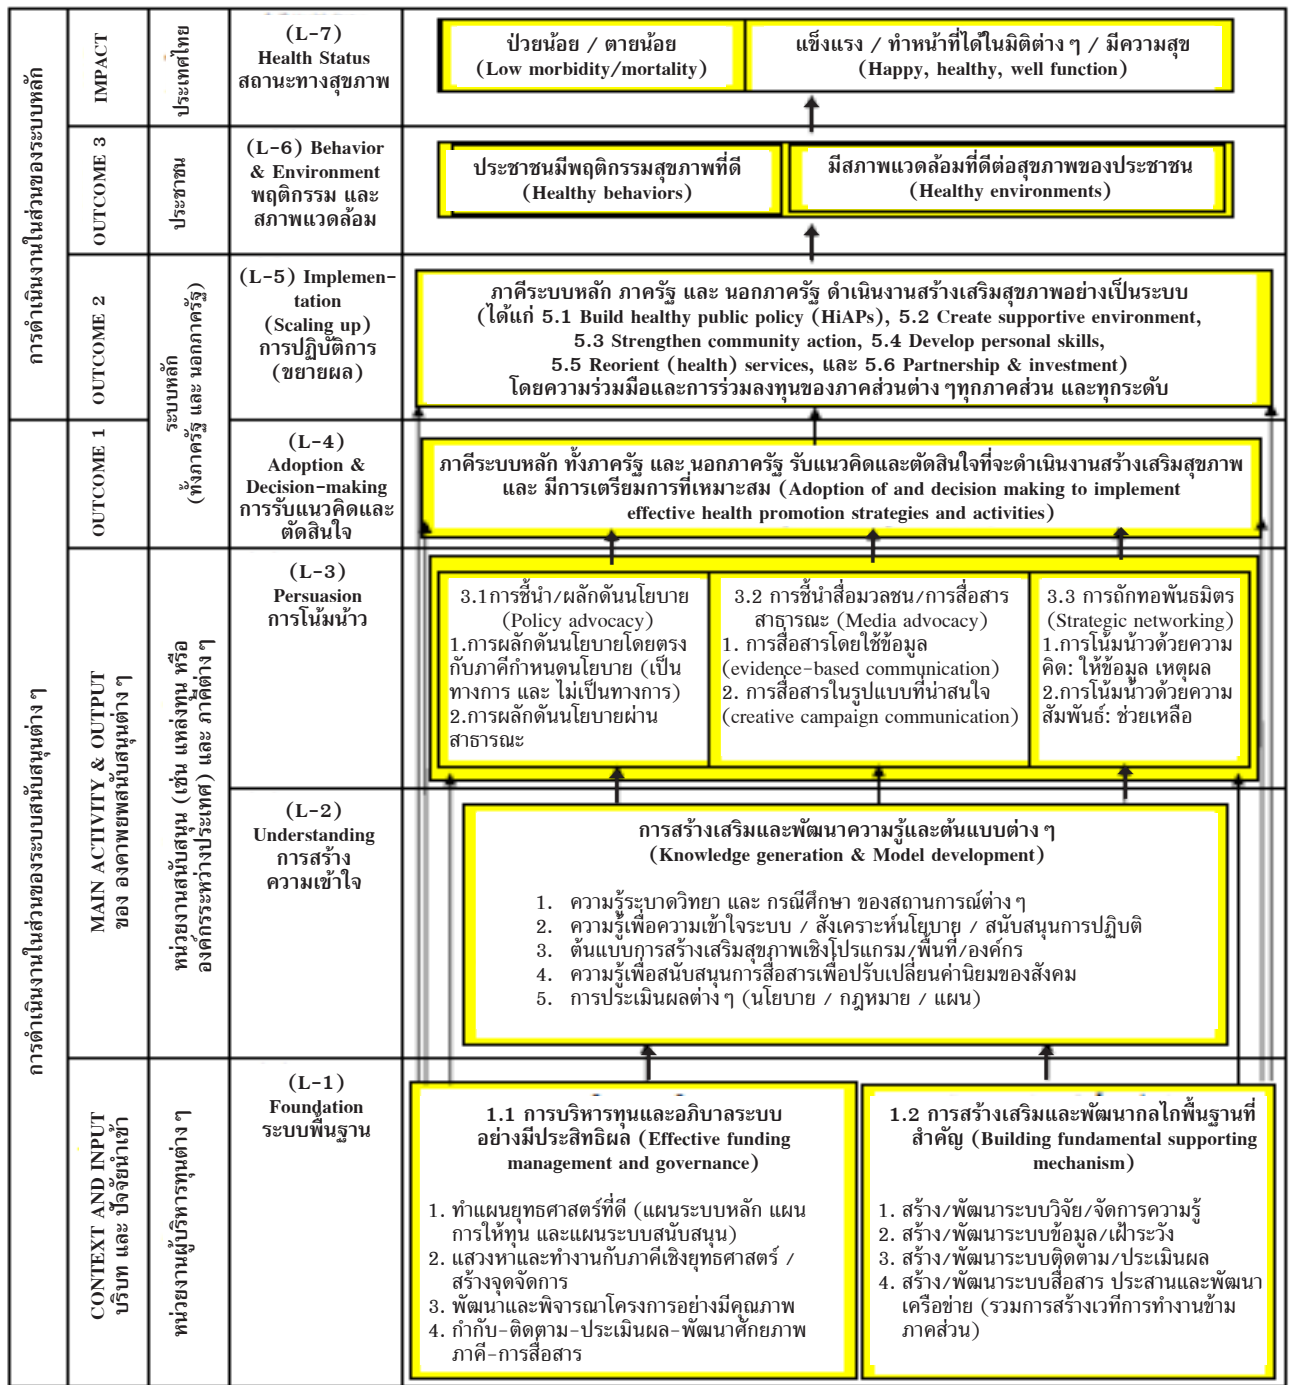 การดำเนินงานในส่วนของระบบหลัก
IMPACT
ประเทศไทย
(L-7)
Health Status
สถานะทางสุขภาพ
ป่วยน้อย / ตายน้อย
(Low morbidity/mortality)
แข็งแรง / ทำหน้าที่ได้ในมิติต่าง ๆ / มีความสุข
(Happy, healthy, well function)
OUTCOME 3
ประชาชน
(L-6) Behavior
& Environment
พฤติกรรม และ
สภาพแวดล้อม
ประชาชนมีพฤติกรรมสุขภาพที่ดี
(Healthy behaviors)
มีสภาพแวดล้อมที่ดีต่อสุขภาพของประชาชน
(Healthy environments)
OUTCOME 2
ระบบหลัก
(ทั้งภาครัฐ และ นอกภาครัฐ)
(L-5) Implemen-
tation
(Scaling up)
การปฏิบัติการ
(ขยายผล)
ภาคีระบบหลัก ภาครัฐ และ นอกภาครัฐ ดำเนินงานสร้างเสริมสุขภาพอย่างเป็นระบบ
(ได้แก่ 5.1 Build healthy public policy (HiAPs), 5.2 Create supportive environment,
5.3 Strengthen community action, 5.4 Develop personal skills,
5.5 Reorient (health) services, และ 5.6 Partnership & investment)
โดยความร่วมมือและการร่วมลงทุนของภาคส่วนต่าง ๆทุกภาคส่วน และทุกระดับ
การดำเนินงานในส่วนของระบบสนับสนุนต่าง ๆ
OUTCOME 1
(L-4)
Adoption &
Decision-making
การรับแนวคิดและ
ตัดสินใจ
ภาคีระบบหลัก ทั้งภาครัฐ และ นอกภาครัฐ รับแนวคิดและตัดสินใจที่จะดำเนินงานสร้างเสริมสุขภาพ
และ มีการเตรียมการที่เหมาะสม (Adoption of and decision making to implement
effective health promotion strategies and activities)
MAIN ACTIVITY & OUTPUT
ของ องคาพยพสนับสนุนต่าง ๆ
หน่วยงานสนับสนุน (เช่น แหล่งทุน หรือ
องค์กรระหว่างประเทศ) และ ภาคีต่าง ๆ
(L-3)
Persuasion
การโน้มน้าว
3.1การชี้นำ/ผลักดันนโยบาย
(Policy advocacy)
1.การผลักดันนโยบายโดยตรง
กับภาคีกำหนดนโยบาย (เป็น
ทางการ และ ไม่เป็นทางการ)
2.การผลักดันนโยบายผ่าน
สาธารณะ
3.2 การชี้นำสื่อมวลชน/การสื่อสาร
สาธารณะ (Media advocacy)
1. การสื่อสารโดยใช้ข้อมูล
(evidence-based communication)
2. การสื่อสารในรูปแบบที่น่าสนใจ
(creative campaign communication)
3.3 การถักทอพันธมิตร
(Strategic networking)
1.การโน้มน้าวด้วยความ
คิด: ให้ข้อมูล เหตุผล
2.การโน้มน้าวด้วยความ
สัมพันธ์: ช่วยเหลือ
(L-2)
Understanding
การสร้าง
ความเข้าใจ
การสร้างเสริมและพัฒนาความรู้และต้นแบบต่าง ๆ
(Knowledge generation & Model development)
1. ความรู้ระบาดวิทยา และ กรณีศึกษา ของสถานการณ์ต่าง ๆ
2. ความรู้เพื่อความเข้าใจระบบ / สังเคราะห์นโยบาย / สนับสนุนการปฏิบัติ
3. ต้นแบบการสร้างเสริมสุขภาพเชิงโปรแกรม/พื้นที่/องค์กร
4. ความรู้เพื่อสนับสนุนการสื่อสารเพื่อปรับเปลี่ยนค่านิยมของสังคม
5. การประเมินผลต่าง ๆ (นโยบาย / กฎหมาย / แผน)
CONTEXT AND INPUT
บริบท และ ปัจจัยนำเข้า
หน่วยงานผู้บริหารทุนต่าง ๆ
(L-1)
Foundation
ระบบพื้นฐาน
1.1 การบริหารทุนและอภิบาลระบบ
อย่างมีประสิทธิผล (Effective funding
management and governance)
1. ทำแผนยุทธศาสตร์ที่ดี (แผนระบบหลัก แผน
การให้ทุน และแผนระบบสนับสนุน)
2. แสวงหาและทำงานกับภาคีเชิงยุทธศาสตร์ /
สร้างจุดจัดการ
3. พัฒนาและพิจารณาโครงการอย่างมีคุณภาพ
4. กำกับ-ติดตาม-ประเมินผล-พัฒนาศักยภาพ
ภาคี-การสื่อสาร
1.2 การสร้างเสริมและพัฒนากลไกพื้นฐานที่
สำคัญ (Building fundamental supporting
mechanism)
1. สร้าง/พัฒนาระบบวิจัย/จัดการความรู้
2. สร้าง/พัฒนาระบบข้อมูล/เฝ้าระวัง
3. สร้าง/พัฒนาระบบติดตาม/ประเมินผล
4. สร้าง/พัฒนาระบบสื่อสาร ประสานและพัฒนา
เครือข่าย (รวมการสร้างเวทีการทำงานข้าม
ภาคส่วน)